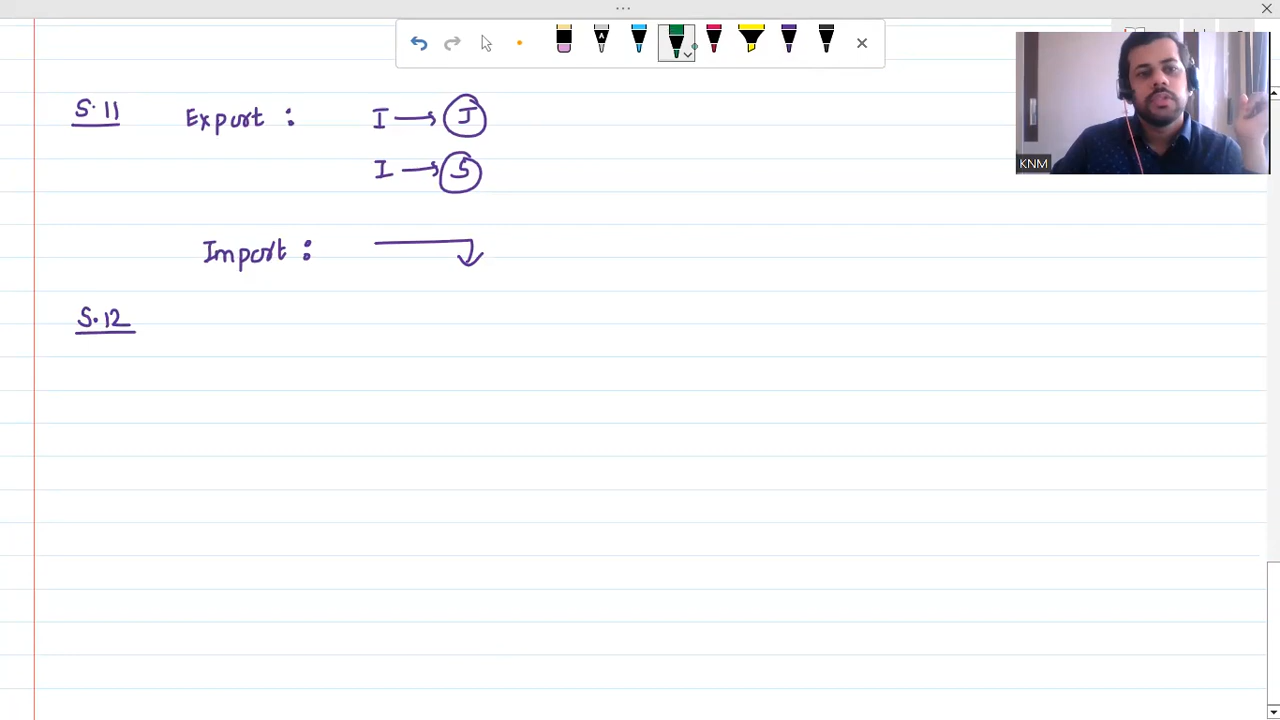 S.11 Export : I → J
I → S
Import :
S.12
KNM